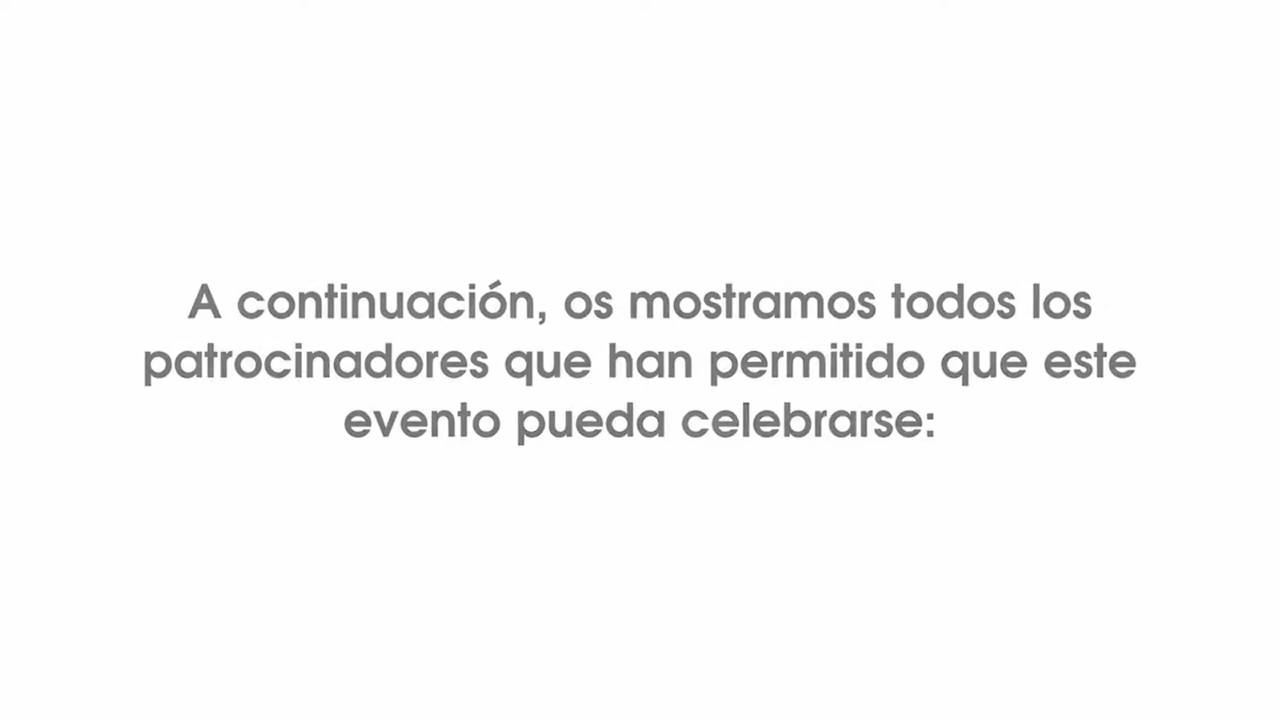 A continuación, os mostramos todos los
patrocinadores que han permitido que este
evento pueda celebrarse: